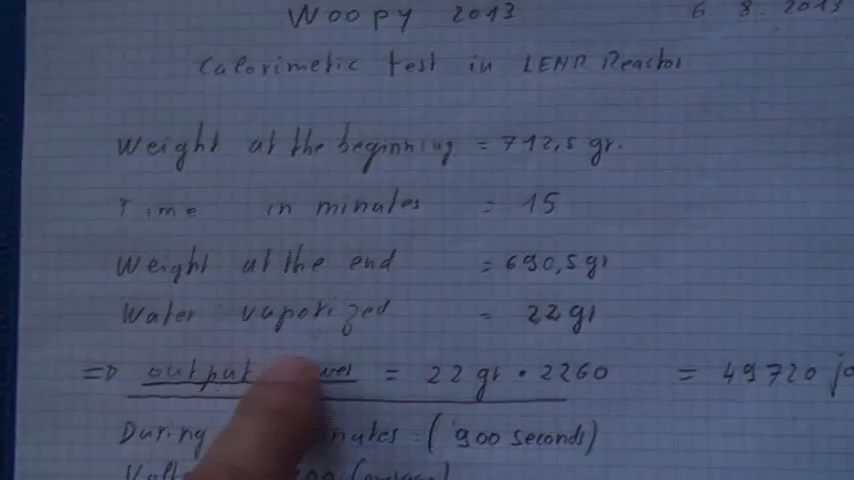 Woopy 2013 6 8.2013
Calorimetic test in LENR Reactor
Weight at the beginning = 712,5 gr.
Time in minutes = 15
Weight at the end = 690,5 gr
Water vaporized = 22 gr
=> output = 22 gr • 2260 = 49720 jo
During = (900 seconds)